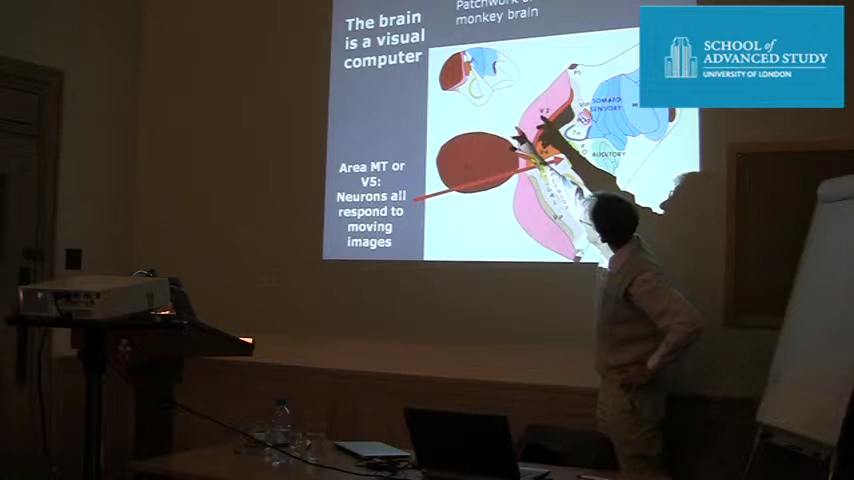 The brain
is a visual
computer
Patchwork
monkey brain
SCHOOL of
ADVANCED STUDY
UNIVERSITY OF LONDON
V2
SOMATO
SENSORY
AUDITORY
Area MT or
V5:
Neurons all
respond to
moving
images